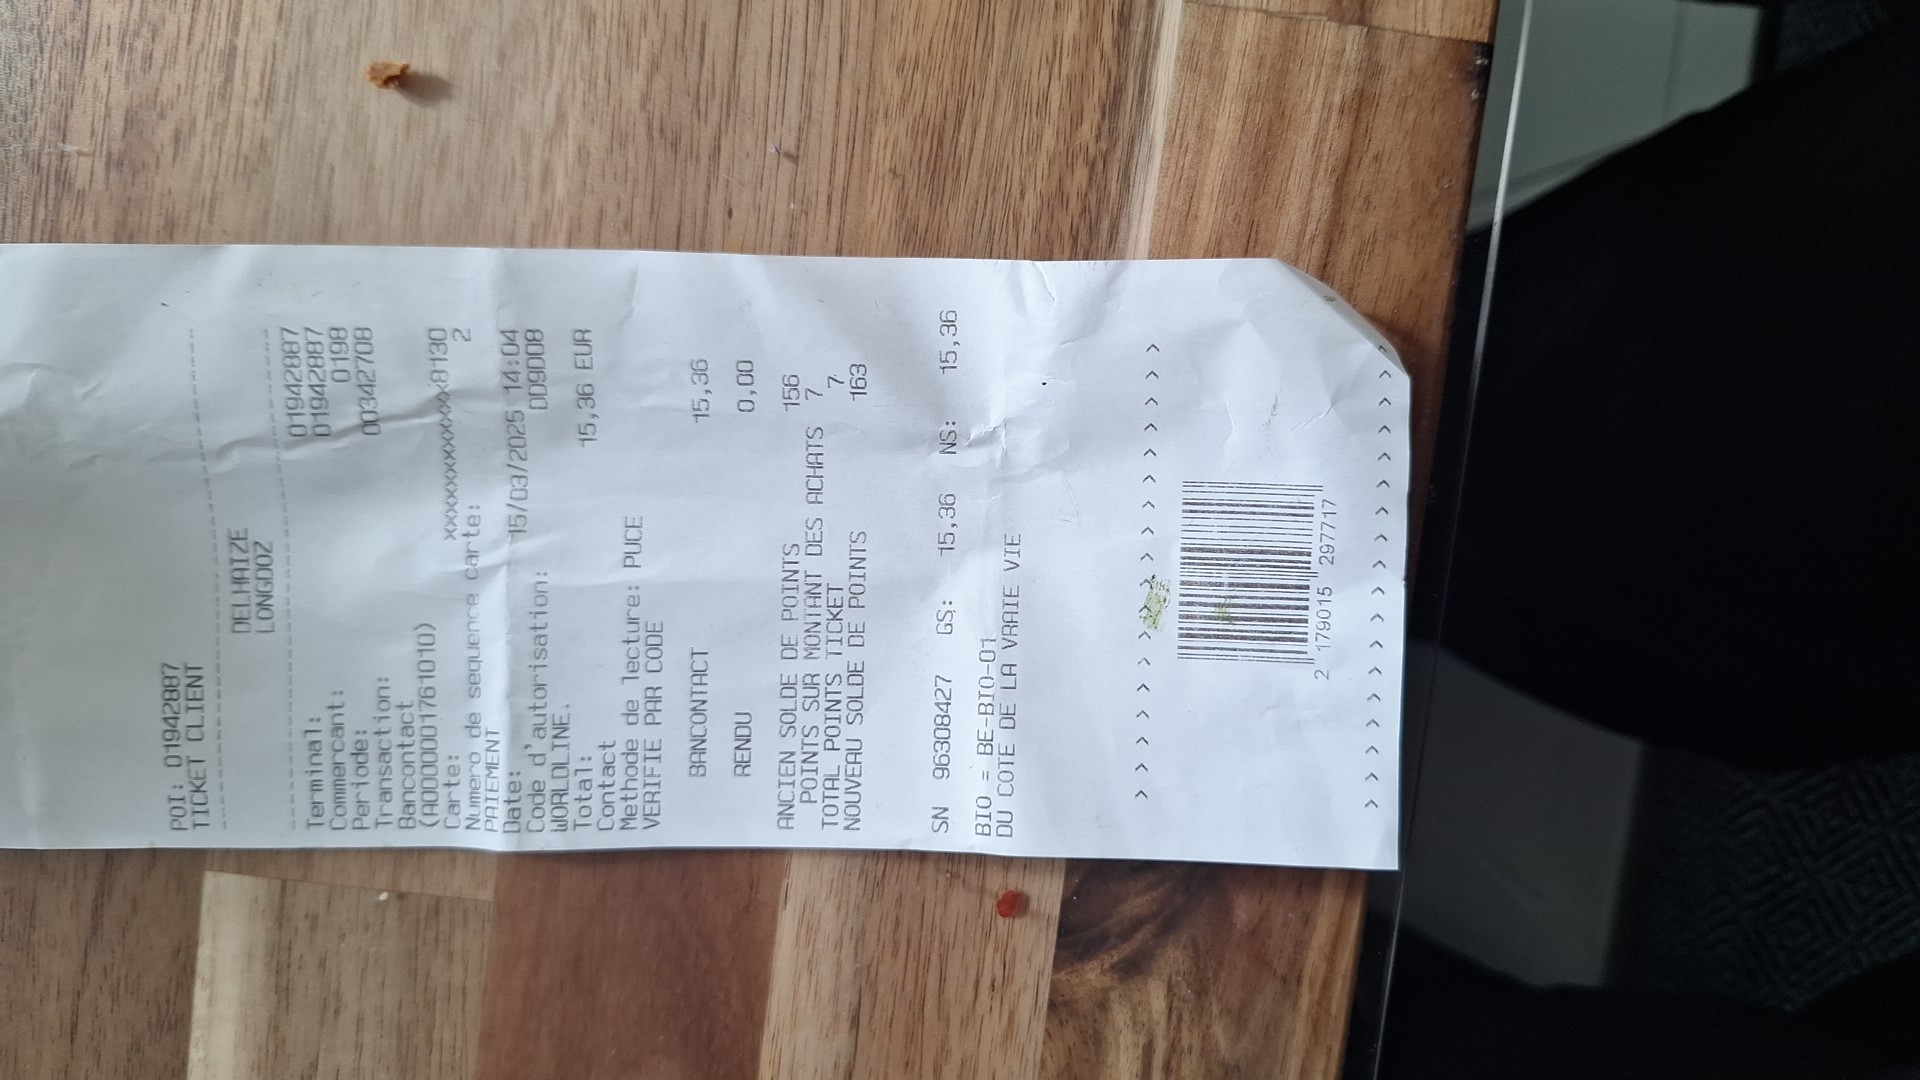 POI: 01942887
TICKET CLIENT
--------------------------------
DELHAIZE
LONGDOZ
--------------------------------
Terminal: 01942887
Commercant: 01942887
Periode: 0198
Transaction: 00342708
Bancontact
(A0000001761010)
Carte: xxxxxxxxxxxxx8130
Numero de sequence carte: 2
PAIEMENT
Date: 15/03/2025 14:04
Code d'autorisation: DD9D08
WORLDLINE.
Total: 15,36 EUR
Contact
Methode de lecture: PUCE
VERIFIE PAR CODE
BANCONTACT 15,36
RENDU 0,00
ANCIEN SOLDE DE POINTS 156
POINTS SUR MONTANT DES ACHATS 7
TOTAL POINTS TICKET 7
NOUVEAU SOLDE DE POINTS 163
SN 96308427 GS: 15,36 NS: 15,36
BIO = BE-BIO-01
DU COTE DE LA VRAIE VIE
> > > > > > > > > > > > > > > > > >
2 179015 297717
> > > > > > > > > > > > > > > > > >